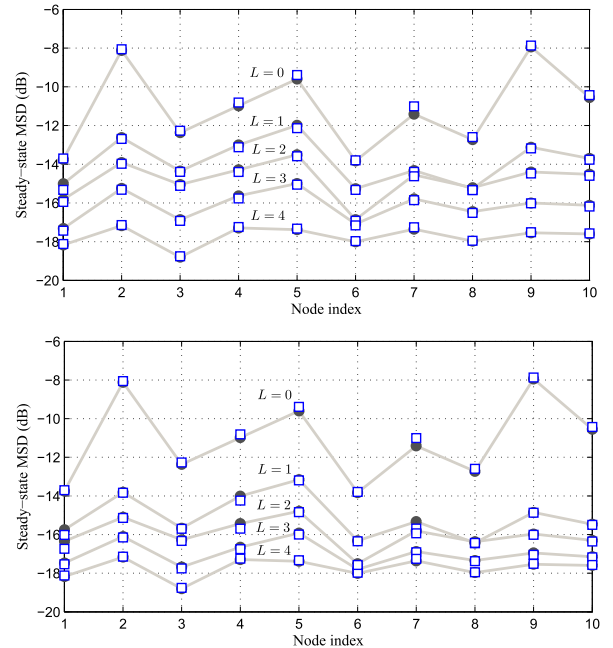 −6
−8
−10
−12
−14
−16
−18
−20
Steady−state MSD (dB)
L = 0
L = 1
L = 2
L = 3
L = 4
1 2 3 4 5 6 7 8 9 10
Node index
−6
−8
−10
−12
−14
−16
−18
−20
Steady−state MSD (dB)
L = 0
L = 1
L = 2
L = 3
L = 4
1 2 3 4 5 6 7 8 9 10
Node index